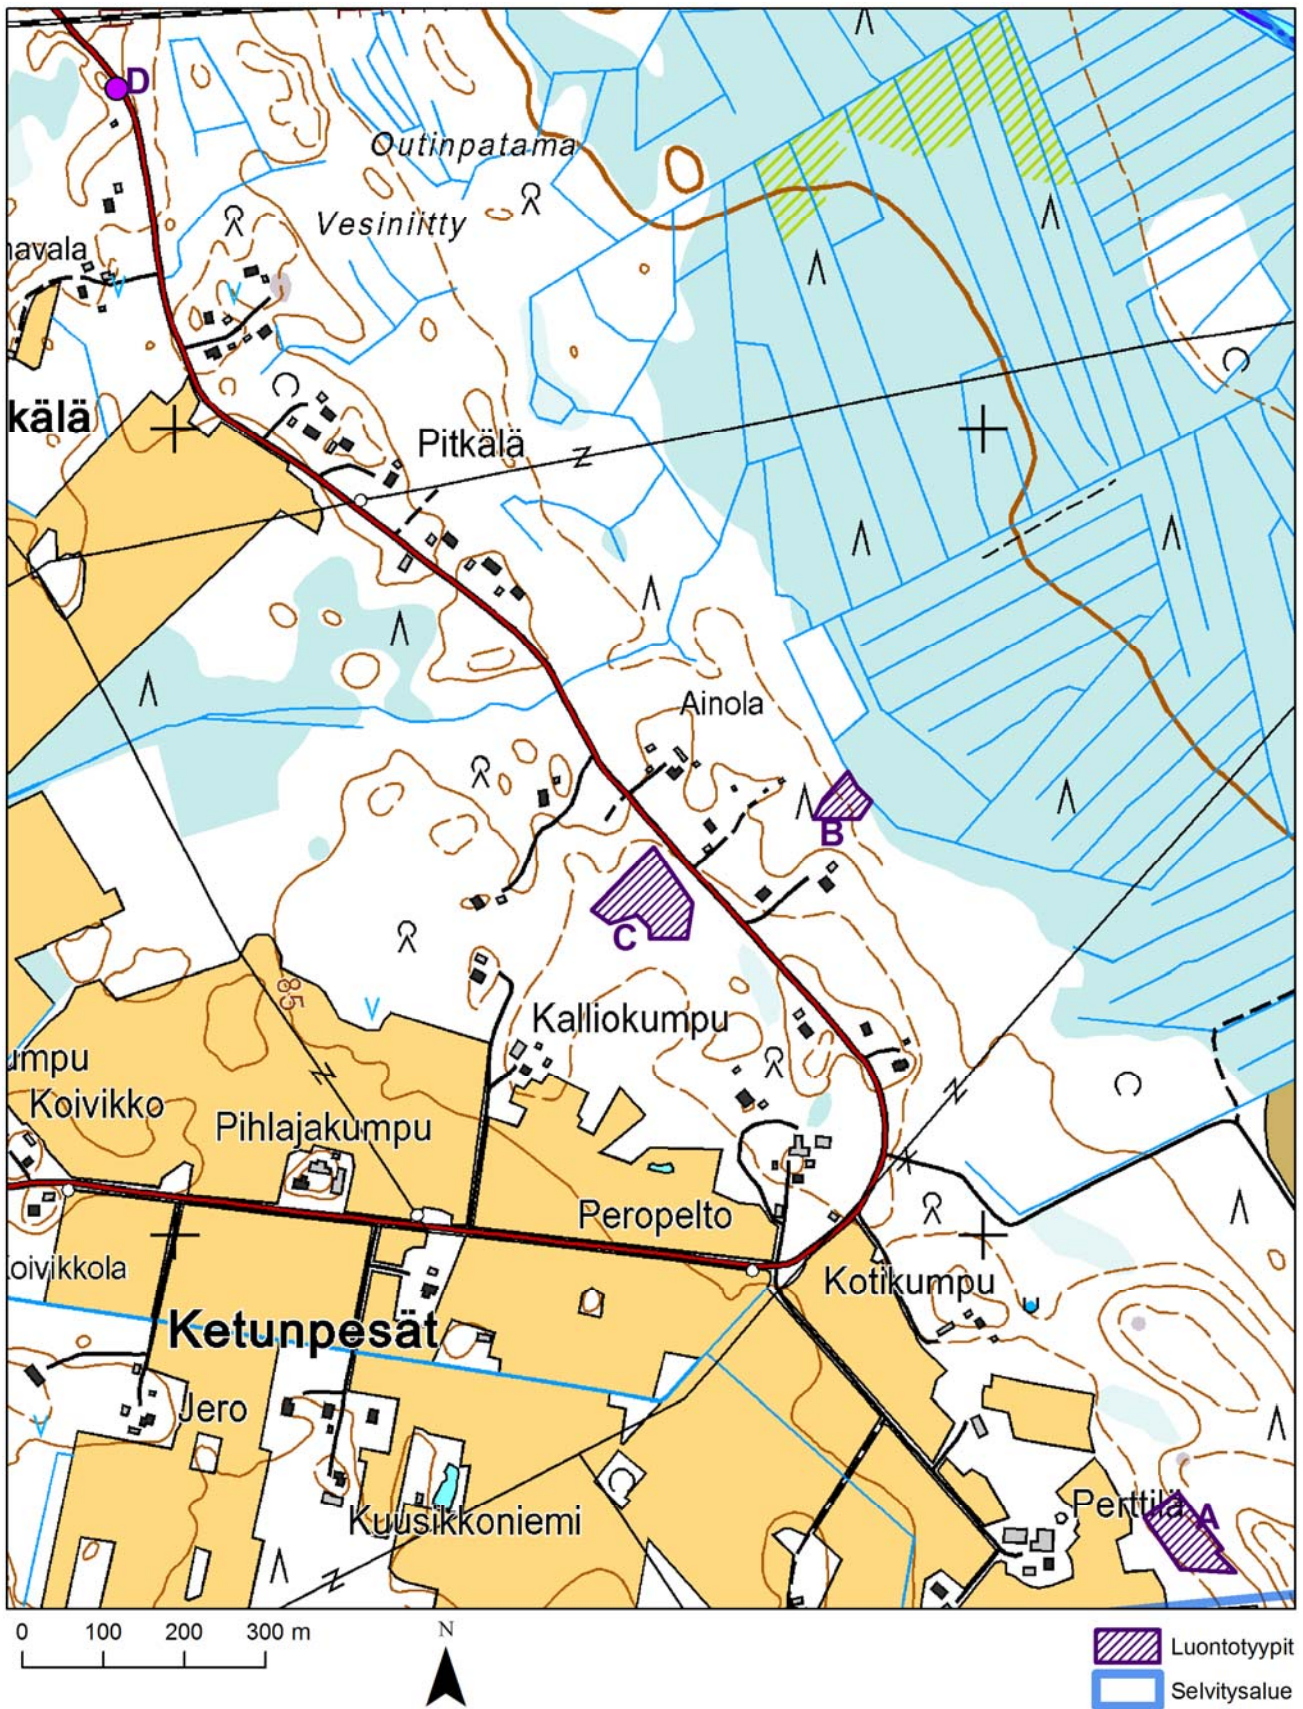 D
Outinpatama
Vesiniitty
navala
kälä
Pitkälä
Ainola
B
C
85
Kalliokumpu
umpu
Koivikko
Pihlajakumpu
Peropelto
Kotikumpu
oivikkola
Ketunpesät
Jero
Perttilä
A
Kuusikkoniemi
0 100 200 300 m
N
Luontotyypit
Selvitysalue